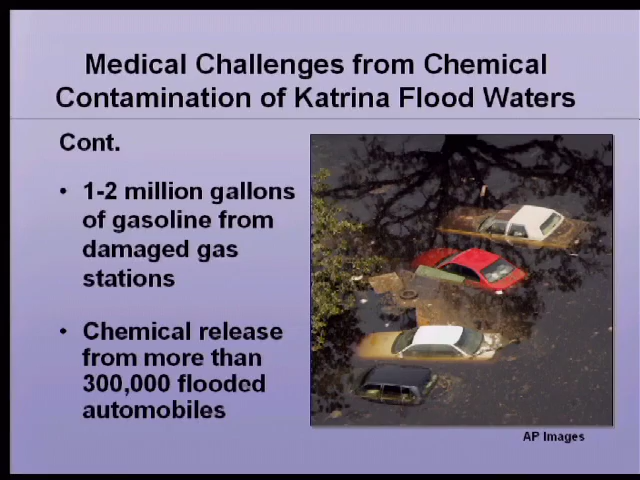 Medical Challenges from Chemical
Contamination of Katrina Flood Waters
Cont.
• 1-2 million gallons
of gasoline from
damaged gas
stations
• Chemical release
from more than
300,000 flooded
automobiles
AP Images